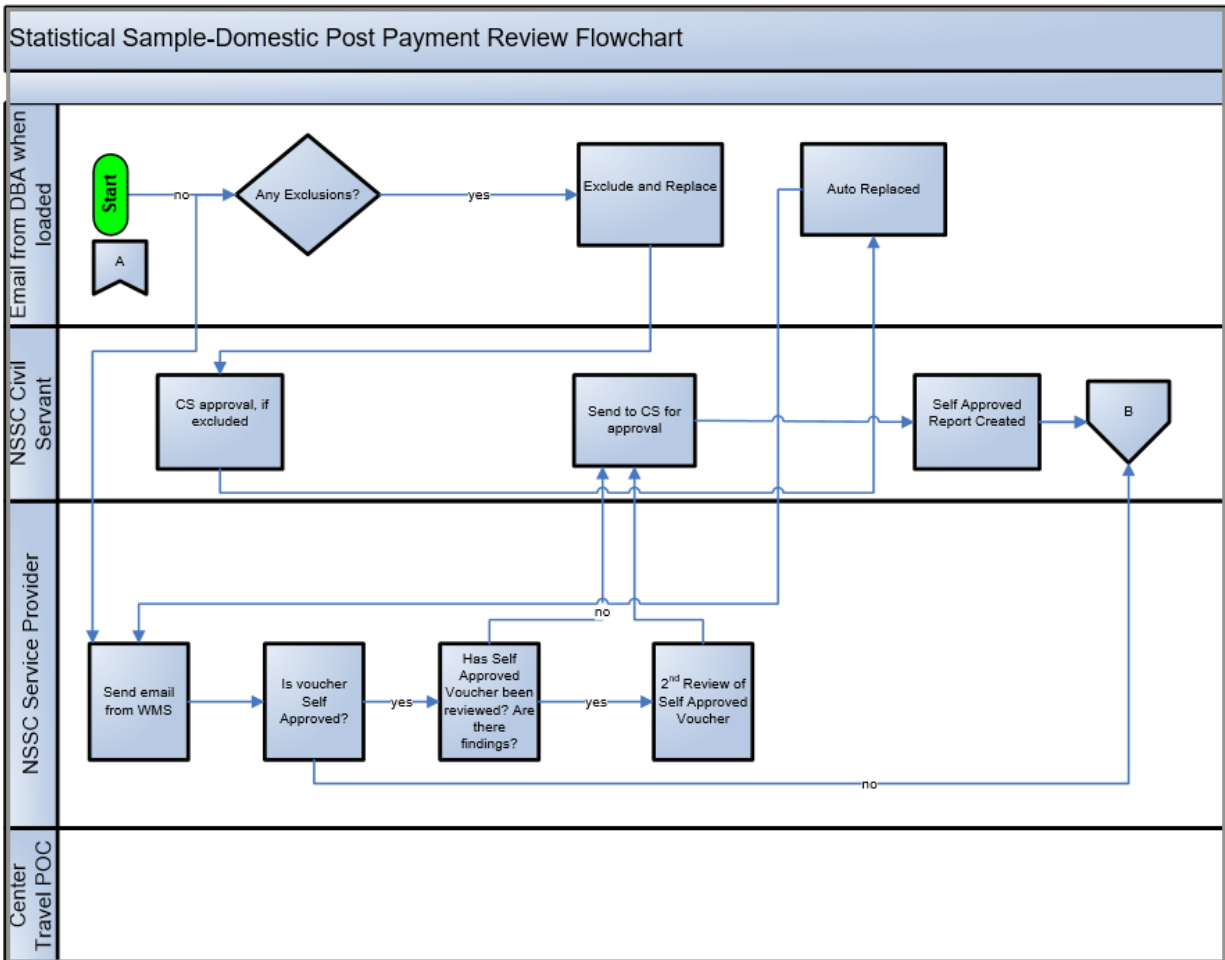 Statistical Sample-Domestic Post Payment Review Flowchart
Email from DBA when
loaded
Start
A
no
Any Exclusions?
yes
Exclude and Replace
Auto Replaced
NSSC Civil
Servant
CS approval, if
excluded
Send to CS for
approval
Self Approved
Report Created
B
NSSC Service Provider
Send email
from WMS
Is voucher
Self
Approved?
yes
Has Self
Approved
Voucher been
reviewed? Are
there
findings?
no
yes
2nd Review of
Self Approved
Voucher
no
Center
Travel POC